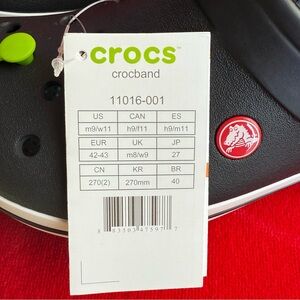 crocs™
crocband
11016-001
US CAN ES
m9/w11 h9/f11 h9/m11
EUR UK JP
42-43 m8/w9 27
CN KR BR
270(2) 270mm 40